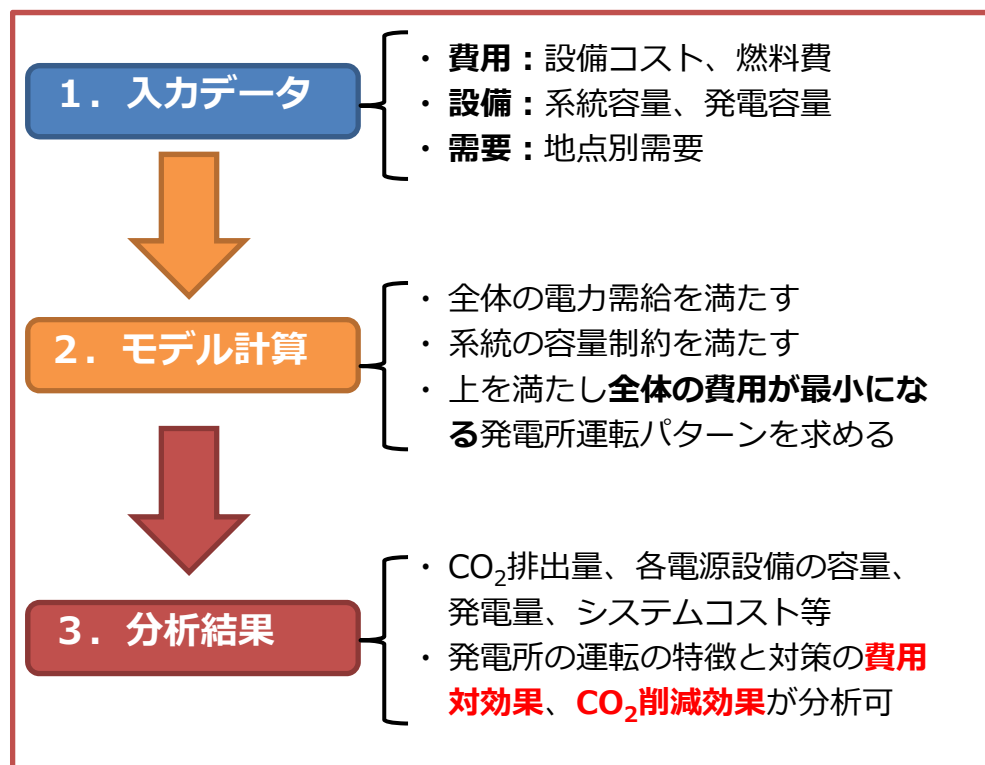 1．入力データ
・ 費用：設備コスト、燃料費
・ 設備：系統容量、発電容量
・ 需要：地点別需要
2．モデル計算
・ 全体の電力需給を満たす
・ 系統の容量制約を満たす
・ 上を満たし全体の費用が最小にな
る発電所運転パターンを求める
3．分析結果
・ CO₂排出量、各電源設備の容量、
発電量、システムコスト等
・ 発電所の運転の特徴と対策の費用
対効果、CO₂削減効果が分析可